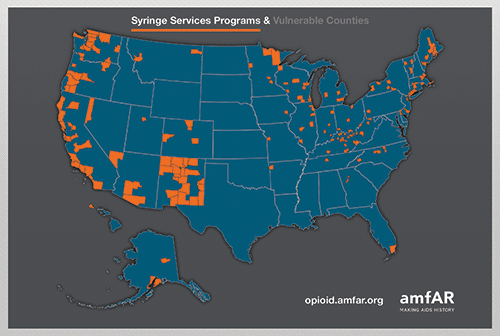 Syringe Services Programs & Vulnerable Counties
opioid.amfar.org
amfAR
MAKING AIDS HISTORY